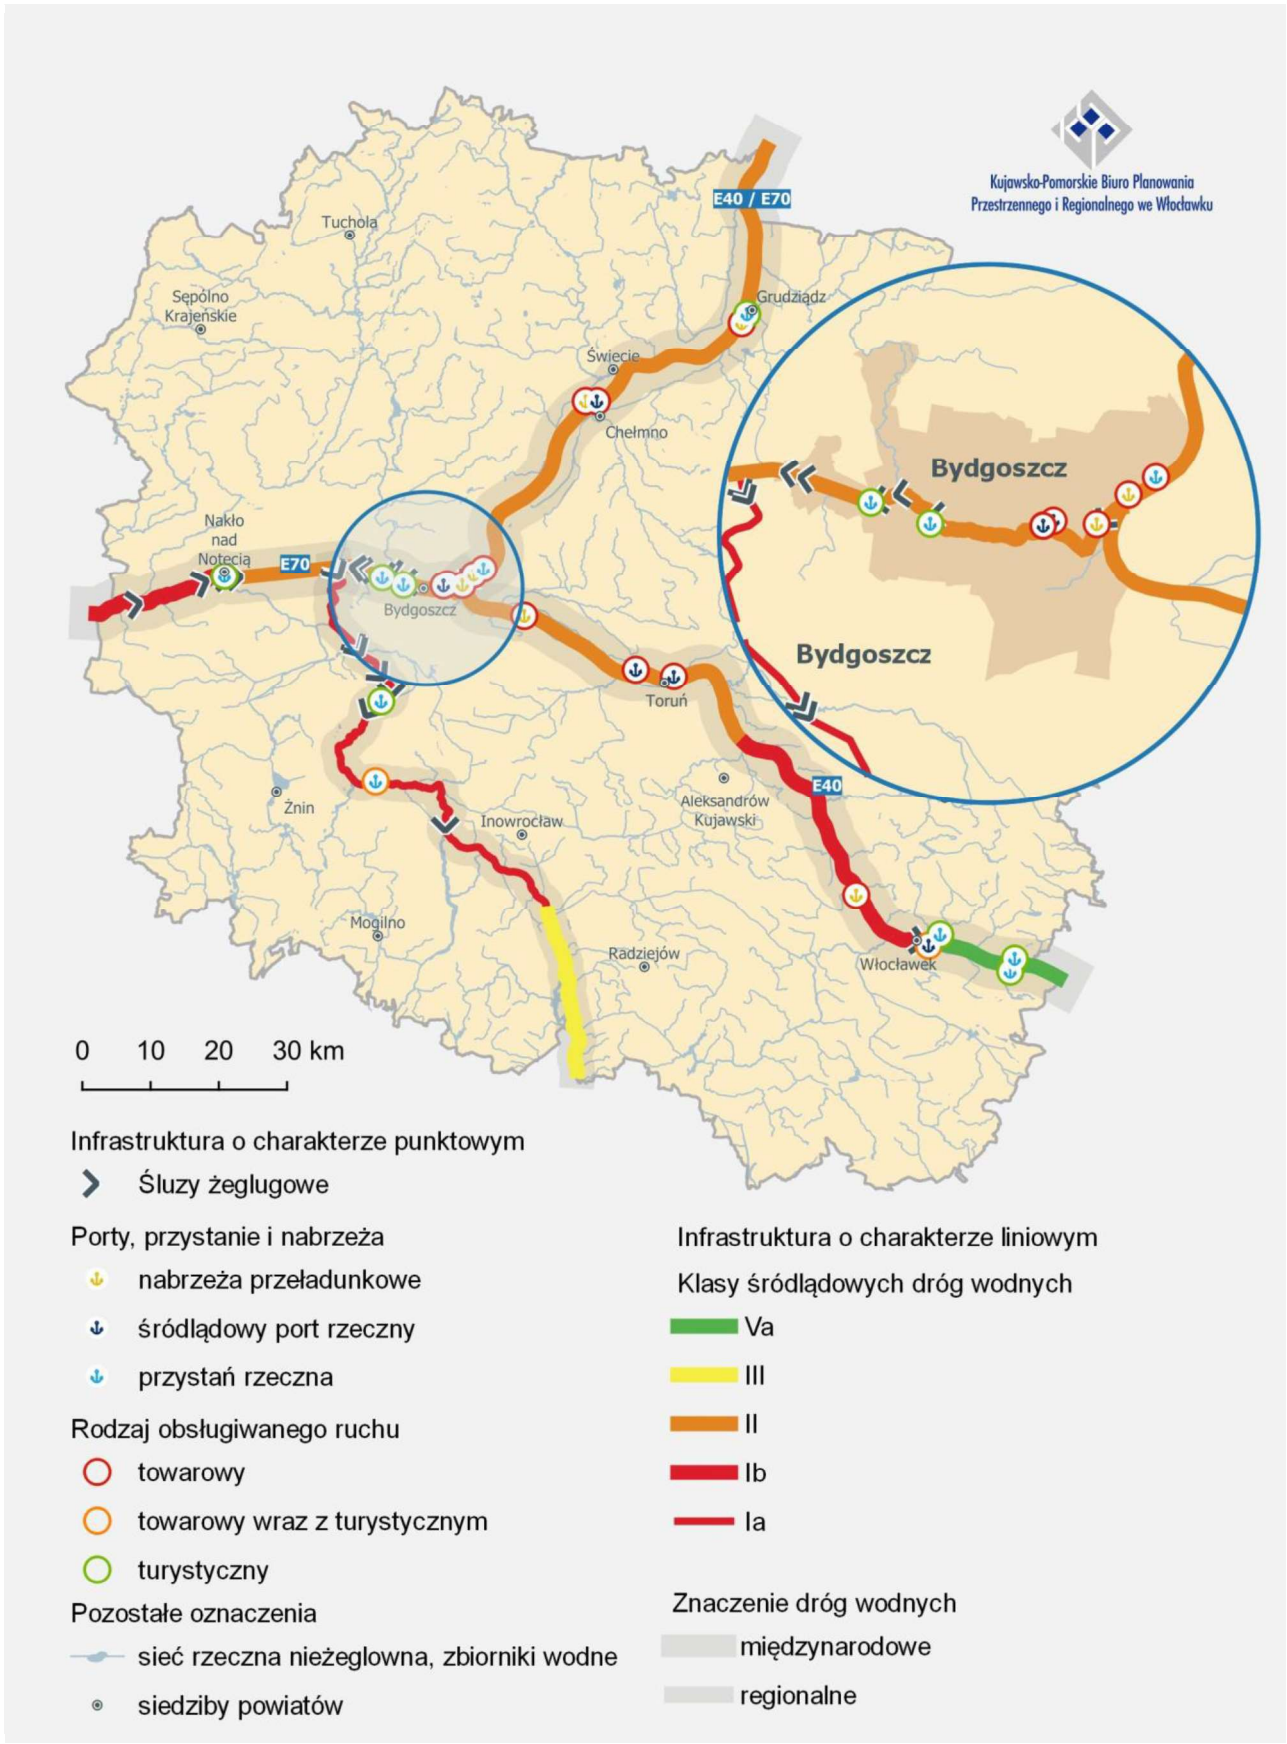 Kujawsko-Pomorskie Biuro Planowania
Przestrzennego i Regionalnego we Włocławku
E40 / E70
Tuchola
Sępólno
Krajeńskie
Grudziądz
Świecie
Chełmno
Bydgoszcz
Nakło
nad
Notecią
E70
Bydgoszcz
Bydgoszcz
Toruń
Żnin
Inowrocław
Aleksandrów
Kujawski
E40
Mogilno
Radziejów
Włocławek
0 10 20 30 km
Infrastruktura o charakterze punktowym
Śluzy żeglugowe
Porty, przystanie i nabrzeża
nabrzeża przeładunkowe
śródlądowy port rzeczny
przystań rzeczna
Rodzaj obsługiwanego ruchu
towarowy
towarowy wraz z turystycznym
turystyczny
Pozostałe oznaczenia
sieć rzeczna nieżeglowna, zbiorniki wodne
siedziby powiatów
Infrastruktura o charakterze liniowym
Klasy śródlądowych dróg wodnych
Va
III
II
Ib
Ia
Znaczenie dróg wodnych
międzynarodowe
regionalne